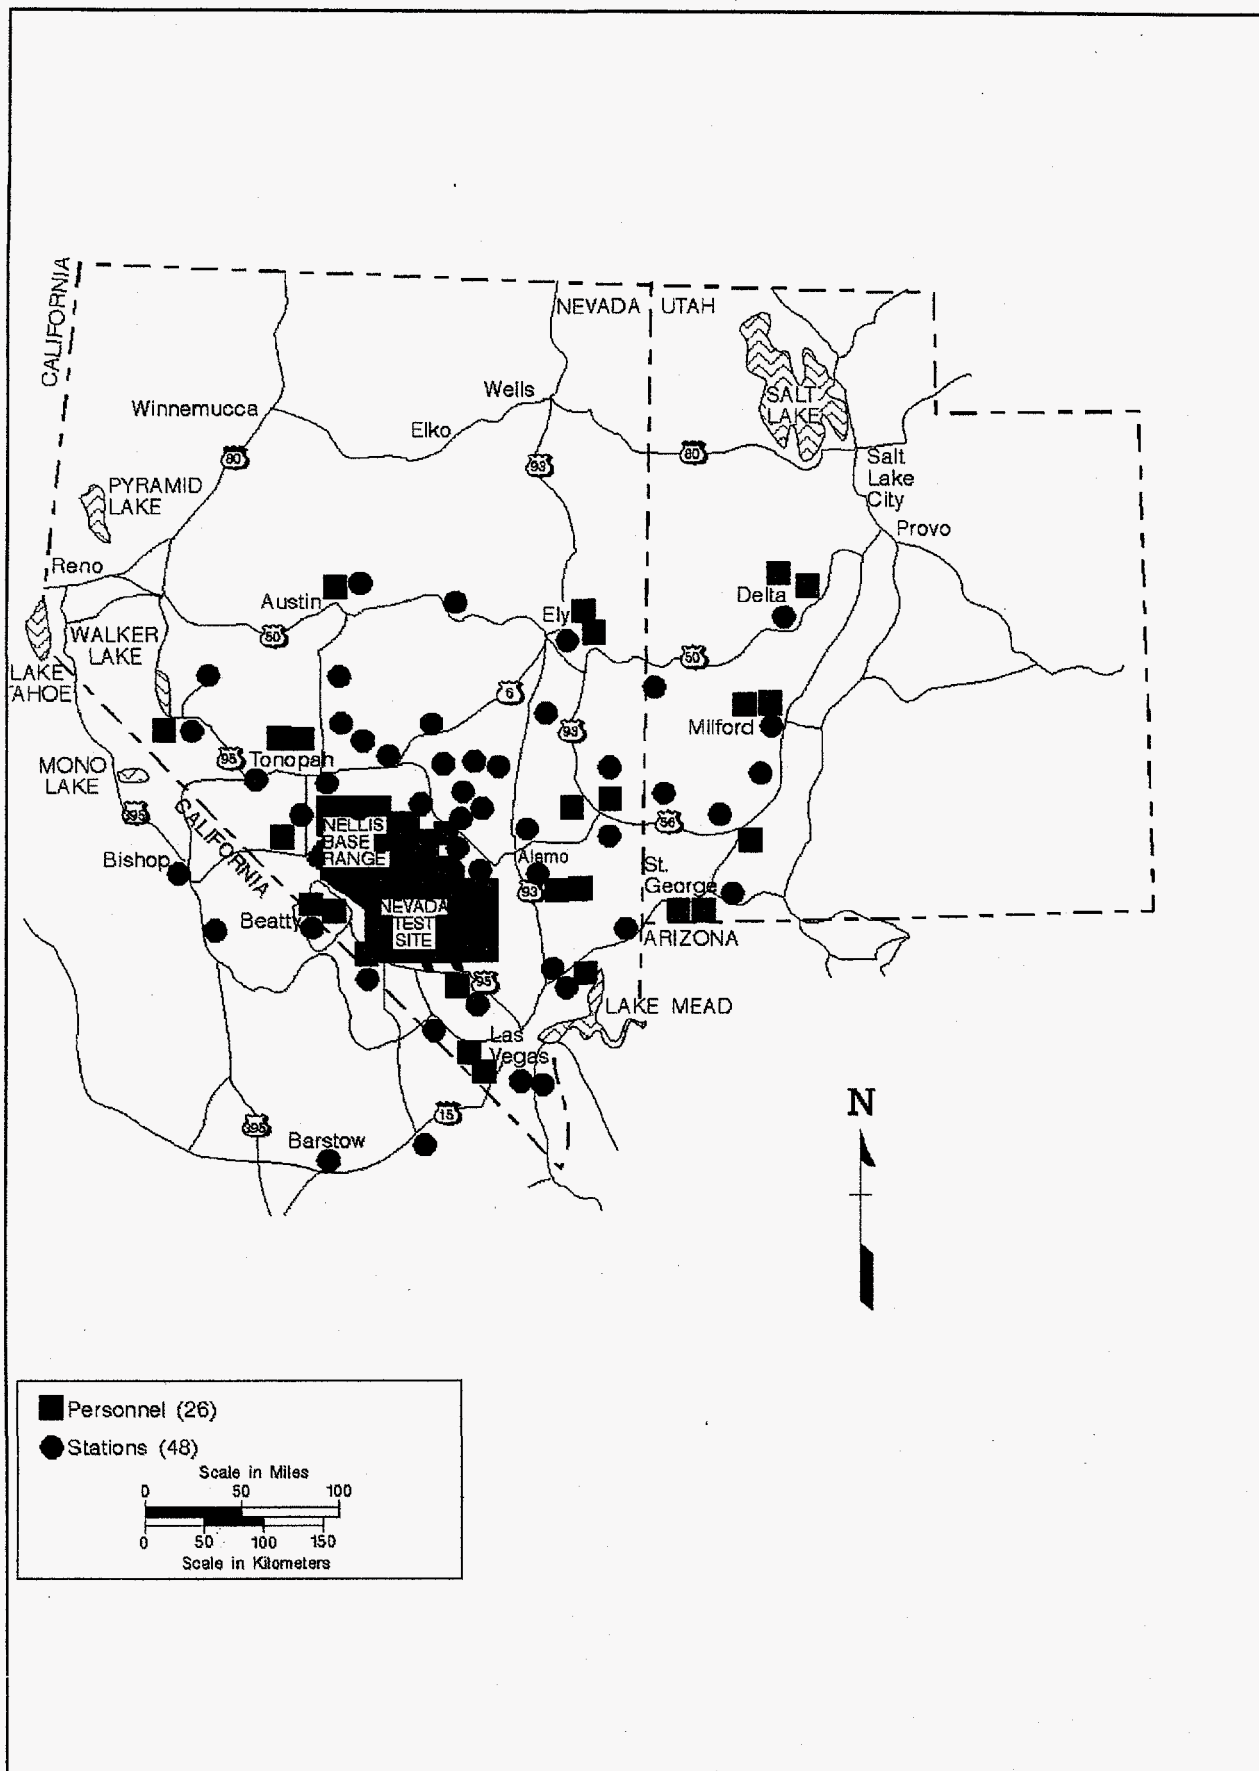 CALIFORNIA
NEVADA
UTAH
Wells
Winnemucca
Elko
SALT
LAKE
80
93
80
Salt
Lake
City
PYRAMID
LAKE
Provo
Reno
Austin
Ely
Delta
50
WALKER
LAKE
50
LAKE
TAHOE
6
93
Milford
95
Tonopah
MONO
LAKE
395
CALIFORNIA
NELLIS
BASE
RANGE
56
Bishop
Alamo
St.
George
93
NEVADA
TEST
SITE
Beatty
ARIZONA
95
LAKE MEAD
Las
Vegas
15
395
Barstow
N
Personnel (26)
Stations (48)
Scale in Miles
0 50 100
0 50 100 150
Scale in Kilometers